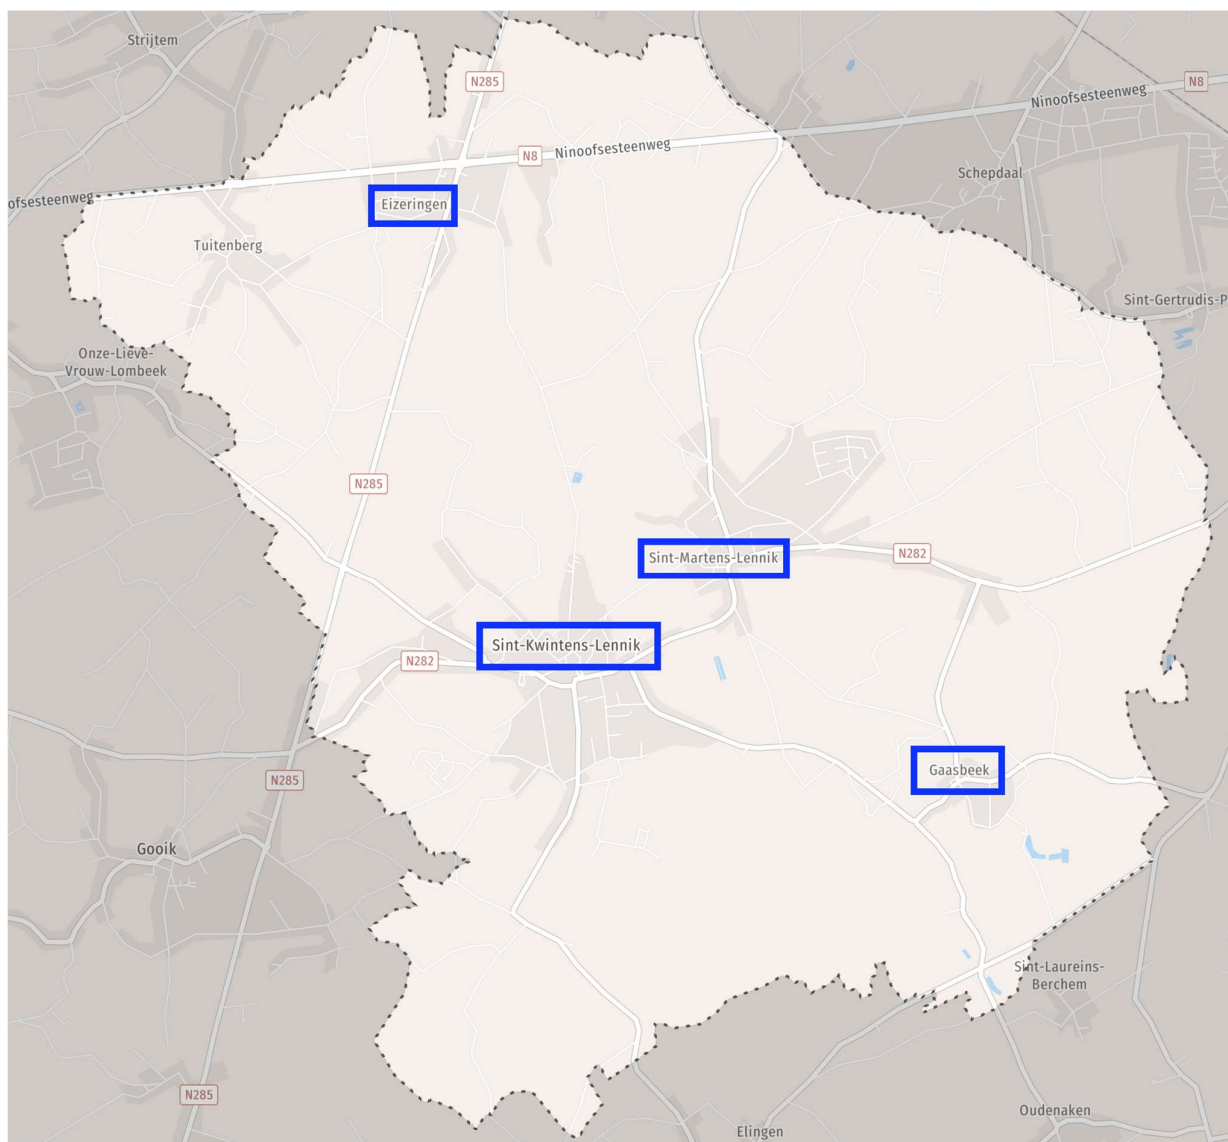 Strijtem
N285
N8
Ninoofsesteenweg
Ninoofsesteenweg
N8
Schepdaal
ofsesteenweg
Eizeringen
Tuitenberg
Sint-Gertrudis-P
Onze-Lieve-
Vrouw-Lombeek
N285
Sint-Martens-Lennik
N282
Sint-Kwintens-Lennik
N282
Gaasbeek
N285
Gooik
Sint-Laureins-
Berchem
N285
Oudenaken
Elingen